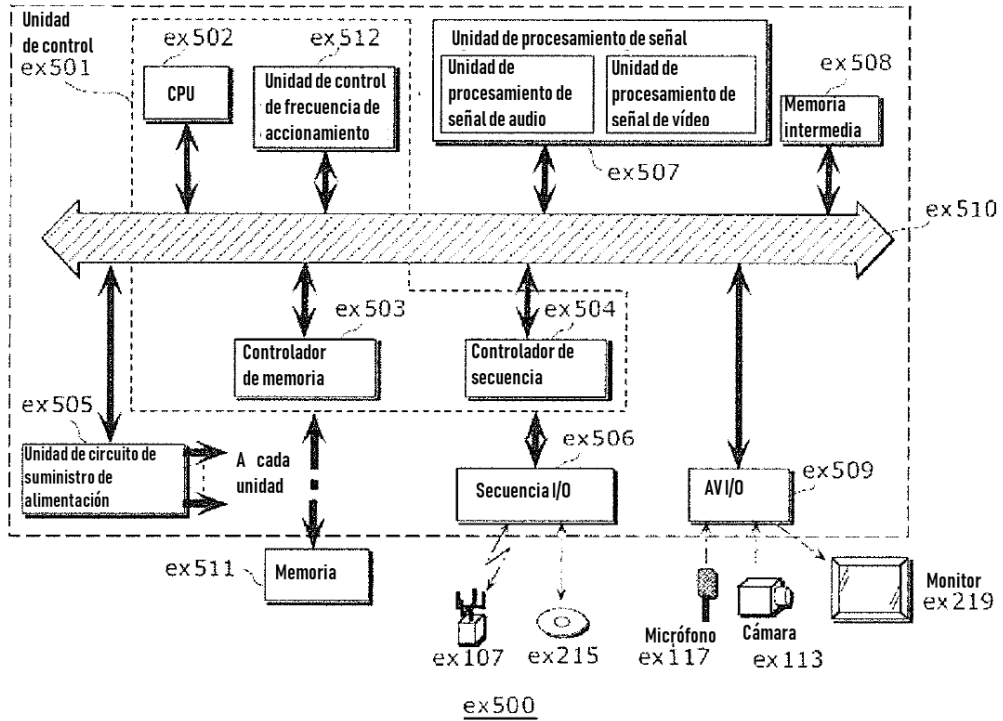 Unidad
de control
ex501
ex502
CPU
ex512
Unidad de control
de frecuencia de
accionamiento
Unidad de procesamiento de señal
Unidad de
procesamiento de
señal de audio
Unidad de
procesamiento de
señal de vídeo
ex507
ex508
Memoria
intermedia
ex510
ex503
Controlador
de memoria
ex504
Controlador de
secuencia
ex505
Unidad de circuito de
suministro de
alimentación
A cada
unidad
ex506
Secuencia I/O
ex509
AV I/O
ex511
Memoria
ex107
ex215
Micrófono
ex117
Cámara
ex113
Monitor
ex219
ex500